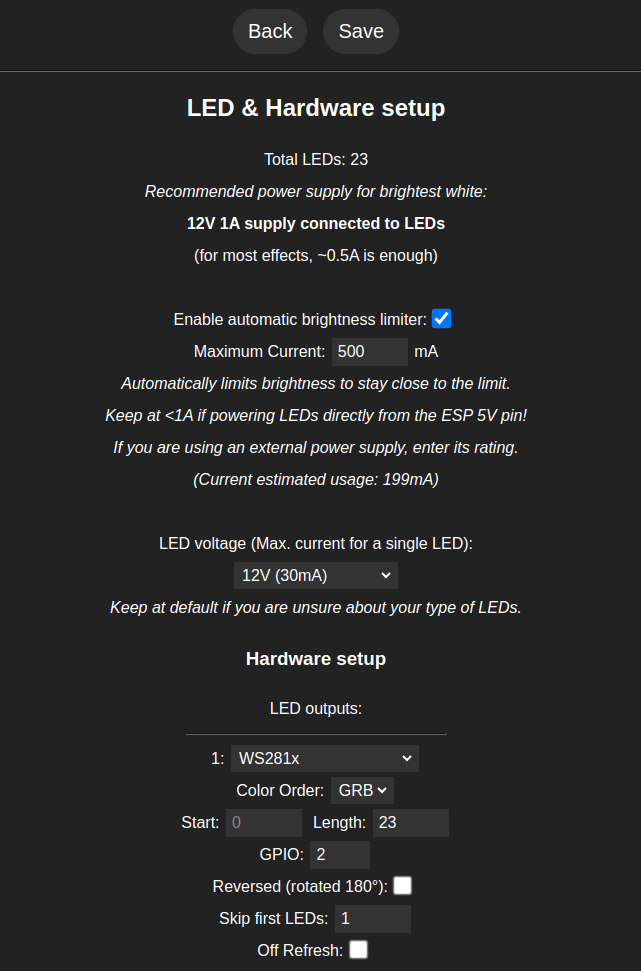 Back Save
LED & Hardware setup
Total LEDs: 23
Recommended power supply for brightest white:
12V 1A supply connected to LEDs
(for most effects, ~0.5A is enough)
Enable automatic brightness limiter:
Maximum Current: 500 mA
Automatically limits brightness to stay close to the limit.
Keep at <1A if powering LEDs directly from the ESP 5V pin!
If you are using an external power supply, enter its rating.
(Current estimated usage: 199mA)
LED voltage (Max. current for a single LED):
12V (30mA)
Keep at default if you are unsure about your type of LEDs.
Hardware setup
LED outputs:
1: WS281x
Color Order: GRB
Start: 0 Length: 23
GPIO: 2
Reversed (rotated 180°):
Skip first LEDs: 1
Off Refresh: